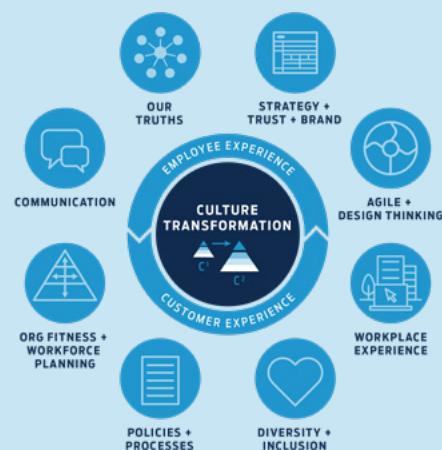 OUR
TRUTHS
STRATEGY +
TRUST + BRAND
COMMUNICATION
EMPLOYEE EXPERIENCE
CULTURE
TRANSFORMATION
C¹
C²
CUSTOMER EXPERIENCE
AGILE +
DESIGN THINKING
ORG FITNESS +
WORKFORCE
PLANNING
WORKPLACE
EXPERIENCE
POLICIES +
PROCESSES
DIVERSITY +
INCLUSION